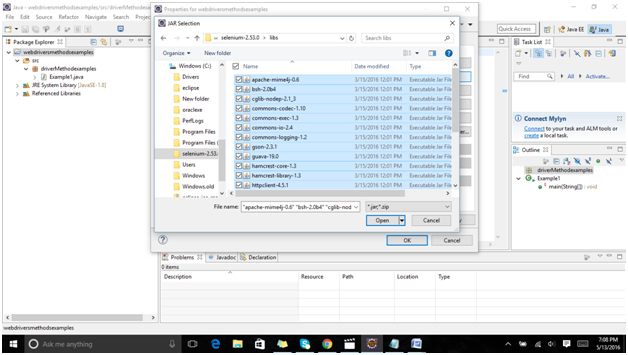 Java - webdriversmethodsexamples/src/
Properties for webdriversmethodsexamples
File Edit Source Refactor Navigate Search Project
JAR Selection
selenium-2.53.0 > libs
Search libs
Quick Access
Java EE
Java
Package Explorer
Task List
webdriversmethodsexamples
src
driverMethodexamples
Example1.java
JRE System Library [JavaSE-1.8]
Referenced Libraries
Organize
New folder
Windows (C:)
Drivers
eclipse
New folder
oraclexe
PerfLogs
Program Files
Program Files
selenium-2.53.0
Users
Windows
Windows.old
Name
Date modified
Type
apache-mime4j-0.6 3/15/2016 12:01 PM Executable Jar File
bsh-2.0b4 3/15/2016 12:01 PM Executable Jar File
cglib-nodep-2.1_3 3/15/2016 12:01 PM Executable Jar File
commons-codec-1.10 3/15/2016 12:01 PM Executable Jar File
commons-exec-1.3 3/15/2016 12:01 PM Executable Jar File
commons-io-2.4 3/15/2016 12:01 PM Executable Jar File
commons-logging-1.2 3/15/2016 12:01 PM Executable Jar File
gson-2.3.1 3/15/2016 12:01 PM Executable Jar File
guava-19.0 3/15/2016 12:01 PM Executable Jar File
hamcrest-core-1.3 3/15/2016 12:01 PM Executable Jar File
hamcrest-library-1.3 3/15/2016 12:01 PM Executable Jar File
httpclient-4.5.1 3/15/2016 12:01 PM Executable Jar File
File name: "apache-mime4j-0.6" "bsh-2.0b4" "cglib-nod
*.jar;*.zip
Open
Cancel
OK
Cancel
Find
All
Activate...
Connect Mylyn
Connect to your task and ALM tools or
create a local task.
Outline
driverMethodexamples
Example1
main(String[]) : void
Problems Javadoc Declaration
0 items
Description Resource Path Location Type
webdriversmethodsexamples
Ask me anything
7:08 PM
5/13/2016